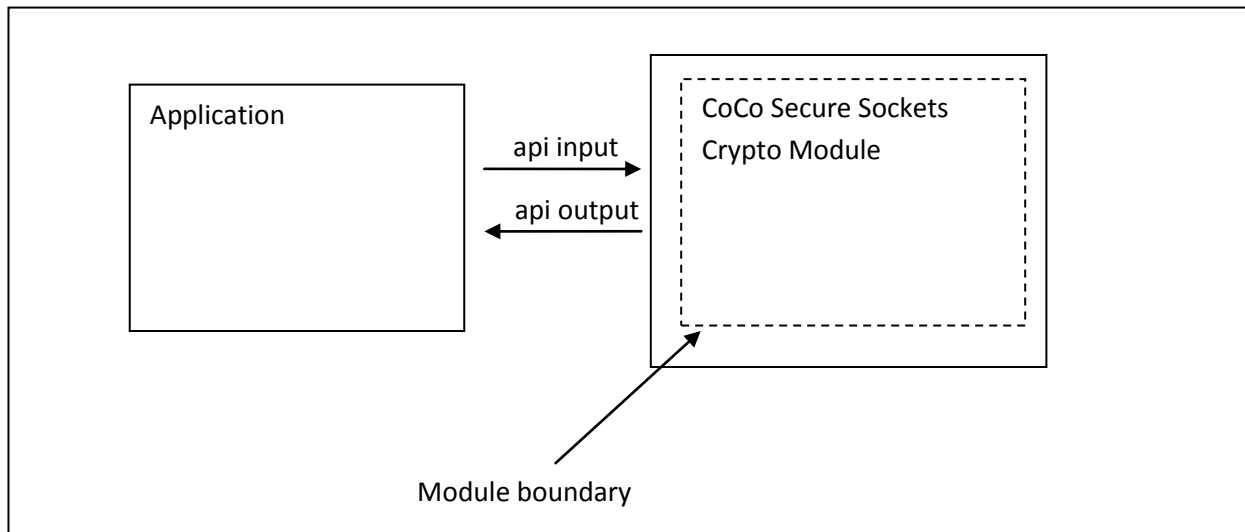 Application
CoCo Secure Sockets
Crypto Module
api input
api output
Module boundary